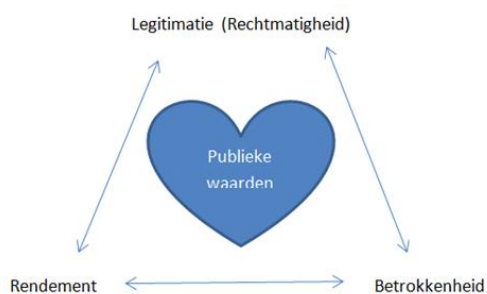 Legitimatie (Rechtmatigheid)
Publieke
waarden
Rendement
Betrokkenheid